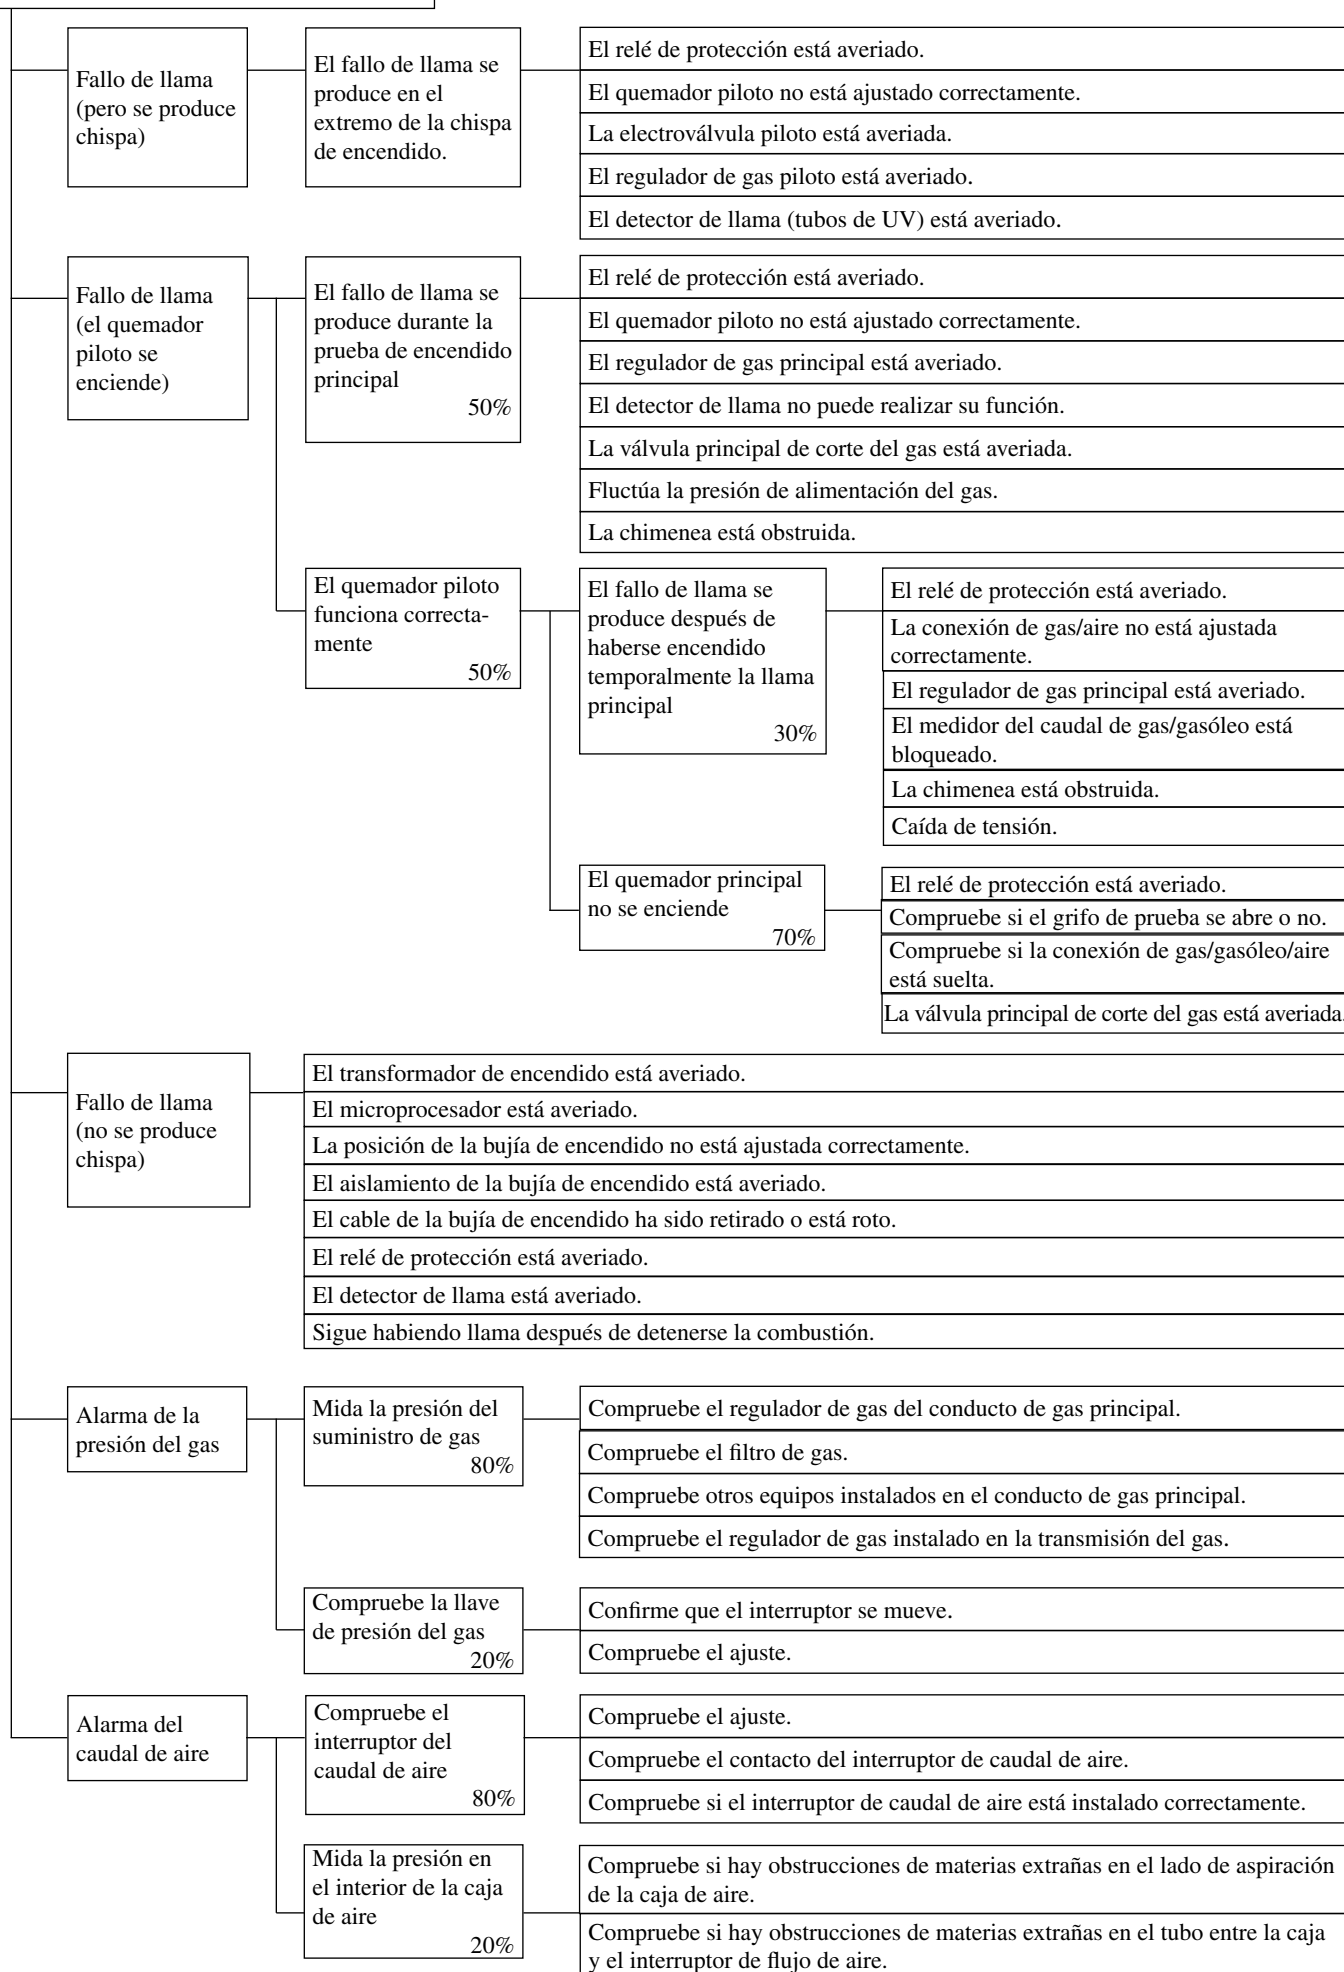 Fallo de llama
(pero se produce
chispa)
El fallo de llama se
produce en el
extremo de la chispa
de encendido.
El relé de protección está averiado.
El quemador piloto no está ajustado correctamente.
La electroválvula piloto está averiada.
El regulador de gas piloto está averiado.
El detector de llama (tubos de UV) está averiado.
Fallo de llama
(el quemador
piloto se
enciende)
El fallo de llama se
produce durante la
prueba de encendido
principal
50%
El relé de protección está averiado.
El quemador piloto no está ajustado correctamente.
El regulador de gas principal está averiado.
El detector de llama no puede realizar su función.
La válvula principal de corte del gas está averiada.
Fluctúa la presión de alimentación del gas.
La chimenea está obstruida.
El quemador piloto
funciona correcta-
mente
50%
El fallo de llama se
produce después de
haberse encendido
temporalmente la llama
principal
30%
El relé de protección está averiado.
La conexión de gas/aire no está ajustada
correctamente.
El regulador de gas principal está averiado.
El medidor del caudal de gas/gasóleo está
bloqueado.
La chimenea está obstruida.
Caída de tensión.
El quemador principal
no se enciende
70%
El relé de protección está averiado.
Compruebe si el grifo de prueba se abre o no.
Compruebe si la conexión de gas/gasóleo/aire
está suelta.
La válvula principal de corte del gas está averiada.
Fallo de llama
(no se produce
chispa)
El transformador de encendido está averiado.
El microprocesador está averiado.
La posición de la bujía de encendido no está ajustada correctamente.
El aislamiento de la bujía de encendido está averiado.
El cable de la bujía de encendido ha sido retirado o está roto.
El relé de protección está averiado.
El detector de llama está averiado.
Sigue habiendo llama después de detenerse la combustión.
Alarma de la
presión del gas
Mida la presión del
suministro de gas
80%
Compruebe el regulador de gas del conducto de gas principal.
Compruebe el filtro de gas.
Compruebe otros equipos instalados en el conducto de gas principal.
Compruebe el regulador de gas instalado en la transmisión del gas.
Compruebe la llave
de presión del gas
20%
Confirme que el interruptor se mueve.
Compruebe el ajuste.
Alarma del
caudal de aire
Compruebe el
interruptor del
caudal de aire
80%
Compruebe el ajuste.
Compruebe el contacto del interruptor de caudal de aire.
Compruebe si el interruptor de caudal de aire está instalado correctamente.
Mida la presión en
el interior de la caja
de aire
20%
Compruebe si hay obstrucciones de materias extrañas en el lado de aspiración
de la caja de aire.
Compruebe si hay obstrucciones de materias extrañas en el tubo entre la caja
y el interruptor de flujo de aire.